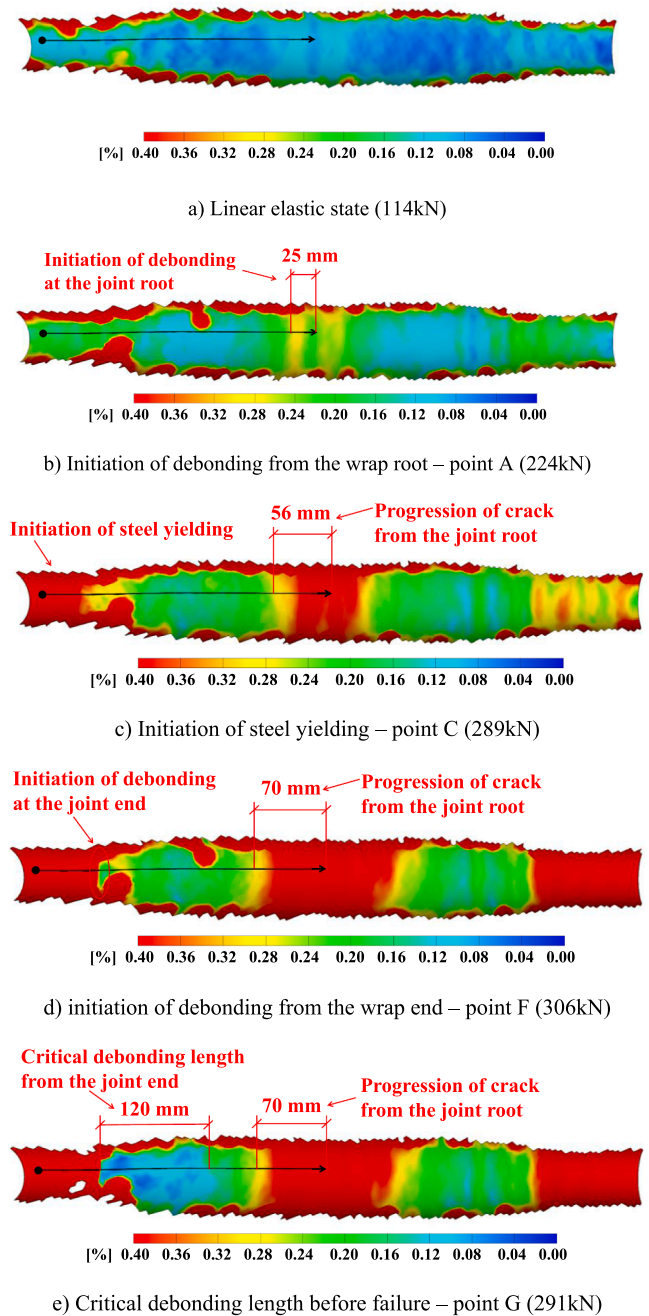 [%] 0.40 0.36 0.32 0.28 0.24 0.20 0.16 0.12 0.08 0.04 0.00
a) Linear elastic state (114kN)
Initiation of debonding
at the joint root
25 mm
[%] 0.40 0.36 0.32 0.28 0.24 0.20 0.16 0.12 0.08 0.04 0.00
b) Initiation of debonding from the wrap root – point A (224kN)
Initiation of steel yielding
56 mm
Progression of crack
from the joint root
[%] 0.40 0.36 0.32 0.28 0.24 0.20 0.16 0.12 0.08 0.04 0.00
c) Initiation of steel yielding – point C (289kN)
Initiation of debonding
at the joint end
70 mm
Progression of crack
from the joint root
[%] 0.40 0.36 0.32 0.28 0.24 0.20 0.16 0.12 0.08 0.04 0.00
d) initiation of debonding from the wrap end – point F (306kN)
Critical debonding length
from the joint end
120 mm
70 mm
Progression of crack
from the joint root
[%] 0.40 0.36 0.32 0.28 0.24 0.20 0.16 0.12 0.08 0.04 0.00
e) Critical debonding length before failure – point G (291kN)